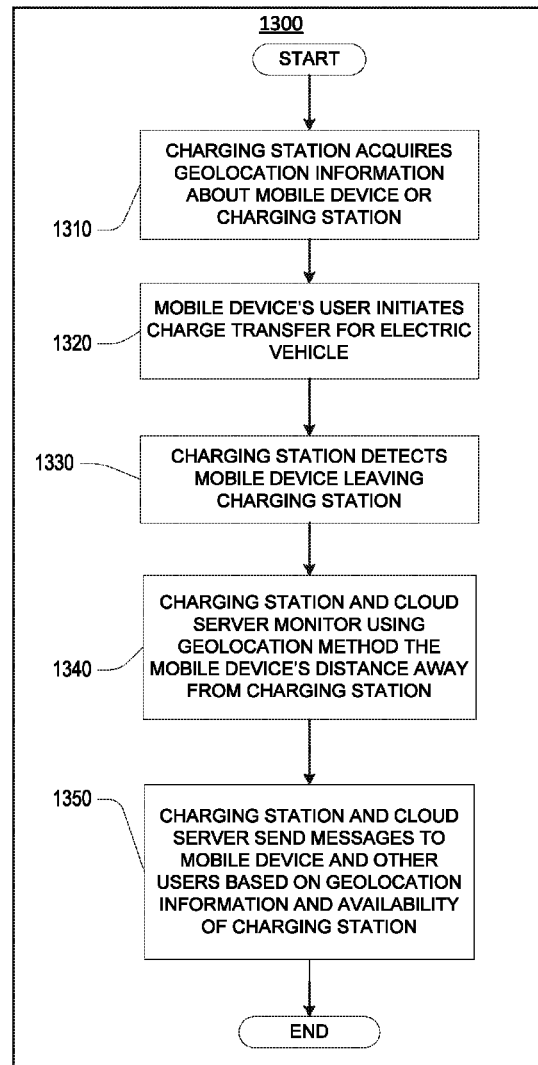 1300
START
CHARGING STATION ACQUIRES
GEOLOCATION INFORMATION
ABOUT MOBILE DEVICE OR
CHARGING STATION
1310
MOBILE DEVICE'S USER INITIATES
CHARGE TRANSFER FOR ELECTRIC
VEHICLE
1320
CHARGING STATION DETECTS
MOBILE DEVICE LEAVING
CHARGING STATION
1330
CHARGING STATION AND CLOUD
SERVER MONITOR USING
GEOLOCATION METHOD THE
MOBILE DEVICE'S DISTANCE AWAY
FROM CHARGING STATION
1340
CHARGING STATION AND CLOUD
SERVER SEND MESSAGES TO
MOBILE DEVICE AND OTHER
USERS BASED ON GEOLOCATION
INFORMATION AND AVAILABILITY
OF CHARGING STATION
1350
END